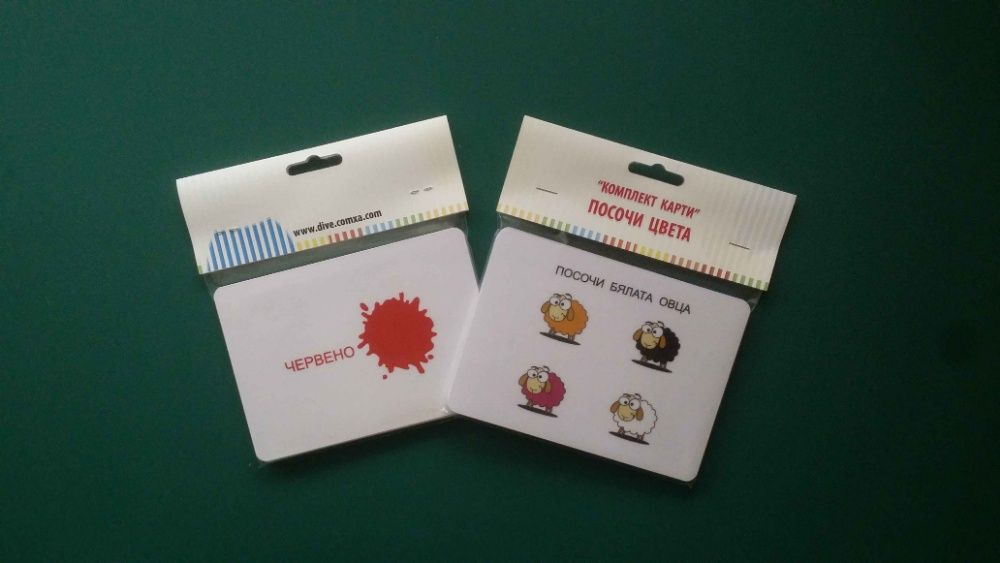 www.dive.comxa.com
ЧЕРВЕНО
"КОМПЛЕКТ КАРТИ"
ПОСОЧИ ЦВЕТА
ПОСОЧИ БЯЛАТА ОВЦА